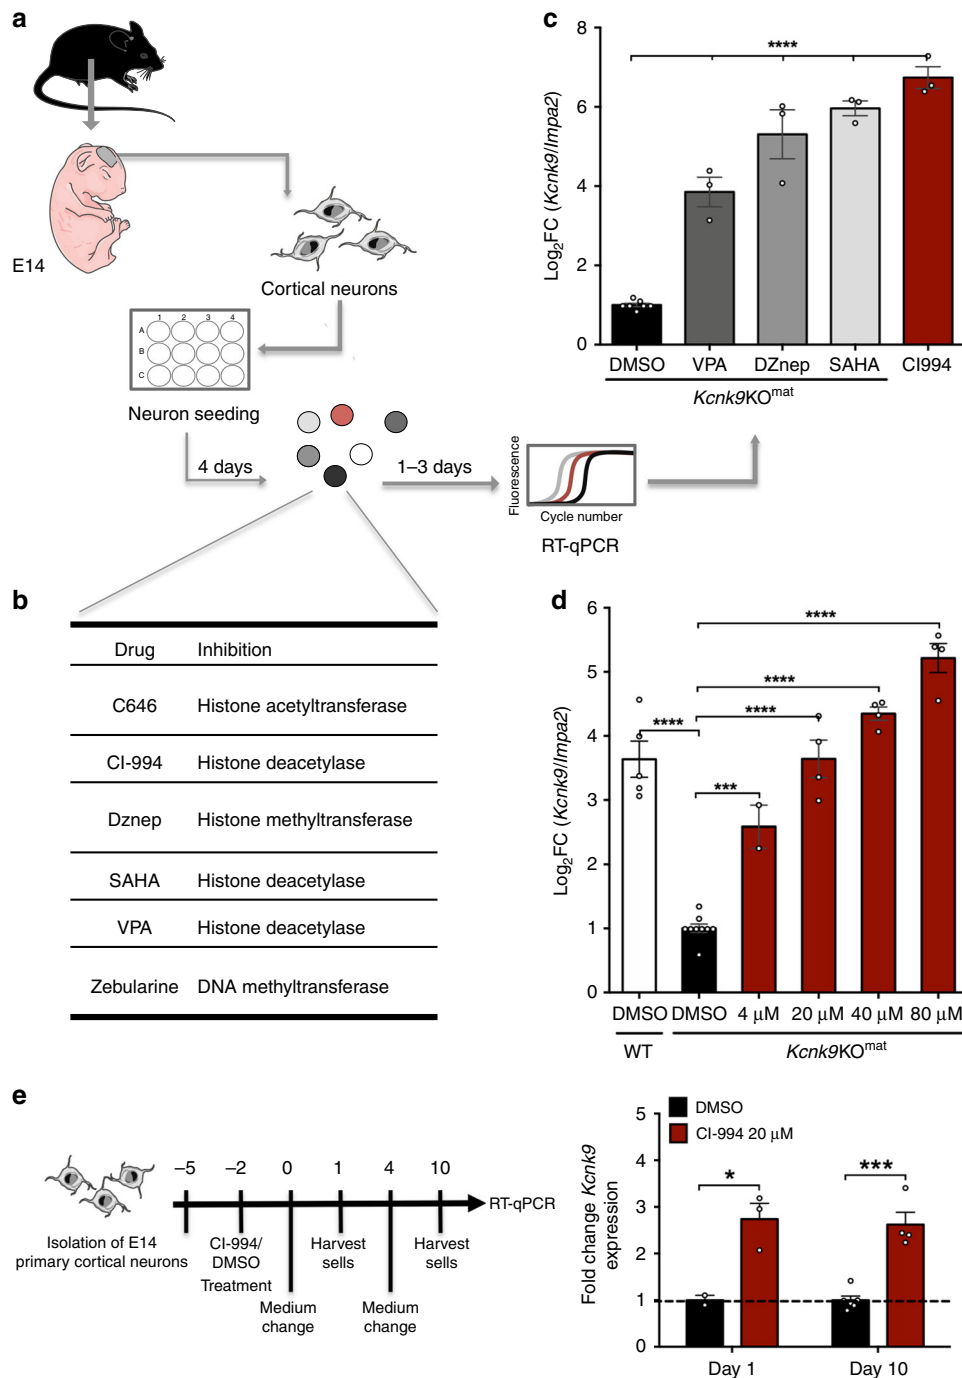 a
E14
Cortical neurons
1 2 3 4
A
B
C
Neuron seeding
4 days
1–3 days
Fluorescence
Cycle number
RT-qPCR
b
Drug Inhibition
C646 Histone acetyltransferase
CI-994 Histone deacetylase
Dznep Histone methyltransferase
SAHA Histone deacetylase
VPA Histone deacetylase
Zebularine DNA methyltransferase
c
Log₂FC (Kcnk9/Impa2)
8
6
4
2
0
****
DMSO VPA DZnep SAHA CI994
Kcnk9KOᵐᵃᵗ
d
Log₂FC (Kcnk9/Impa2)
6
5
4
3
2
1
0
****
****
****
****
***
DMSO DMSO 4 μM 20 μM 40 μM 80 μM
WT Kcnk9KOᵐᵃᵗ
e
–5 –2 0 1 4 10
RT-qPCR
Isolation of E14
primary cortical neurons
CI-994/
DMSO
Treatment
Medium
change
Harvest
sells
Medium
change
Harvest
sells
DMSO
CI-994 20 μM
Fold change Kcnk9
expression
5
4
3
2
1
0
* ***
Day 1 Day 10